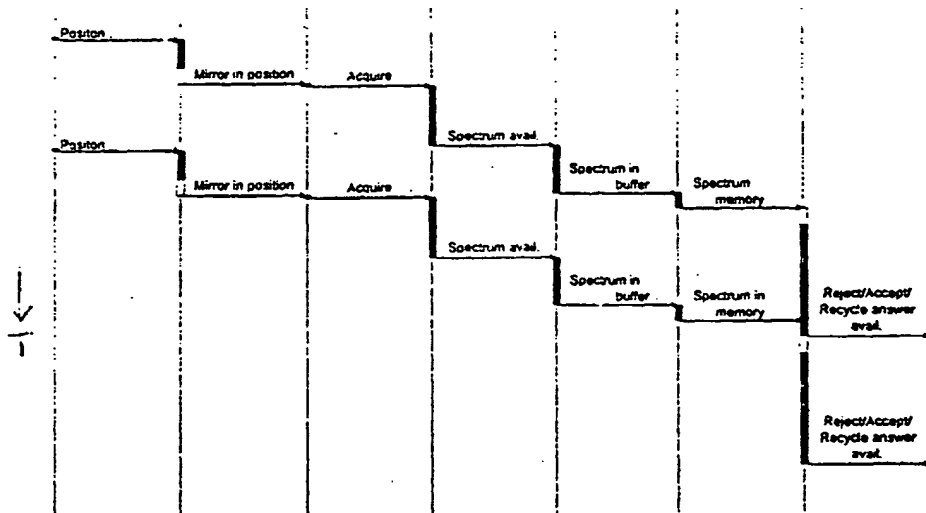 Position
Mirror in position
Acquire
Position
Spectrum avail.
Mirror in position
Acquire
Spectrum in
buffer
Spectrum
memory
Spectrum avail.
Spectrum in
buffer
Spectrum in
memory
Reject/Accept/
Recycle answer
avail.
Reject/Accept/
Recycle answer
avail.